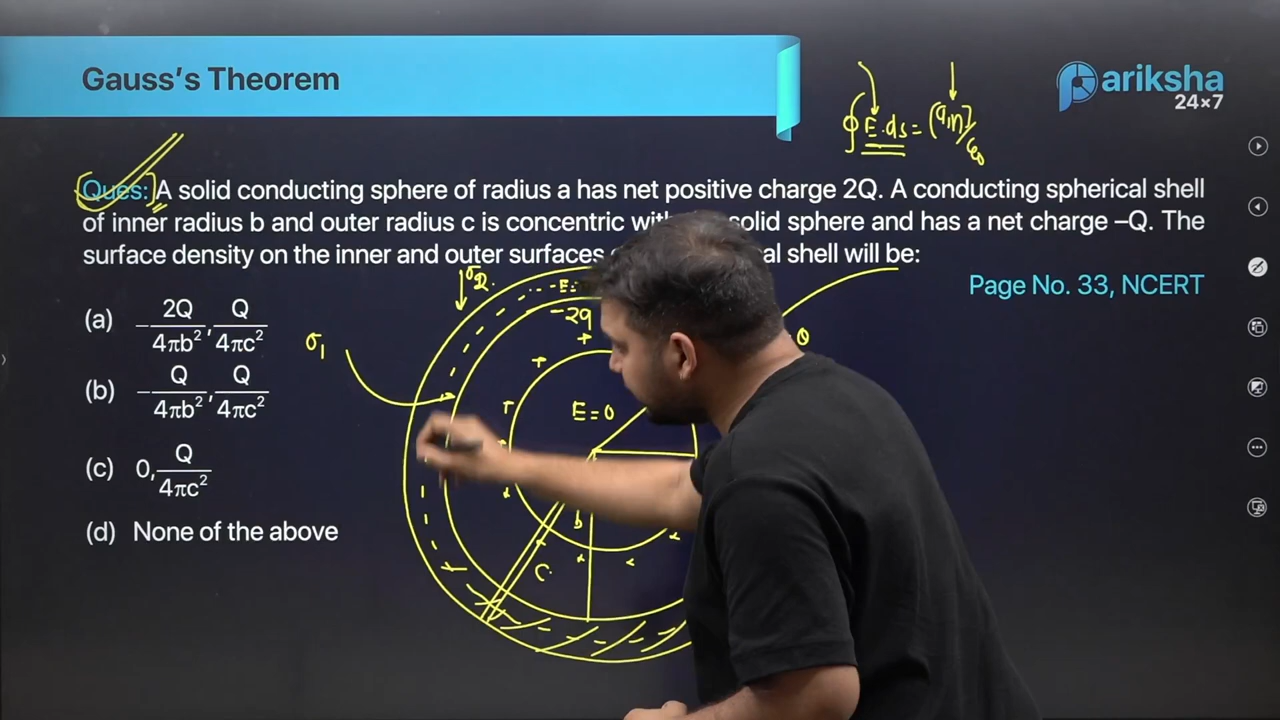 Gauss's Theorem
Pariksha
24×7
∮ E.ds = (qin)/ε0
Ques: A solid conducting sphere of radius a has net positive charge 2Q. A conducting spherical shell
of inner radius b and outer radius c is concentric with solid sphere and has a net charge –Q. The
surface density on the inner and outer surfaces al shell will be:
Page No. 33, NCERT
(a) -2Q/4πb², Q/4πc²
(b) -Q/4πb², Q/4πc²
(c) 0, Q/4πc²
(d) None of the above
σ2
E=
-2q
σ1
E=0
b
C